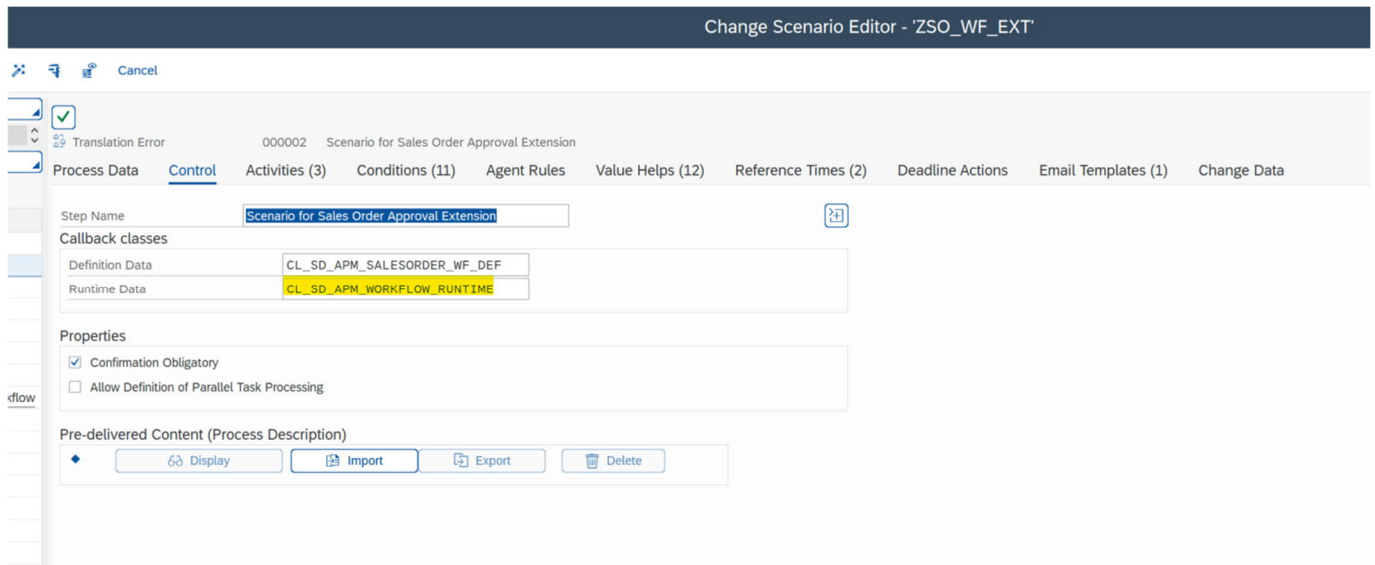 Change Scenario Editor - 'ZSO_WF_EXT'
Cancel
Translation Error 000002 Scenario for Sales Order Approval Extension
Process Data Control Activities (3) Conditions (11) Agent Rules Value Helps (12) Reference Times (2) Deadline Actions Email Templates (1) Change Data
Step Name Scenario for Sales Order Approval Extension
Callback classes
Definition Data CL_SD_APM_SALESORDER_WF_DEF
Runtime Data CL_SD_APM_WORKFLOW_RUNTIME
Properties
Confirmation Obligatory
Allow Definition of Parallel Task Processing
kflow
Pre-delivered Content (Process Description)
Display Import Export Delete